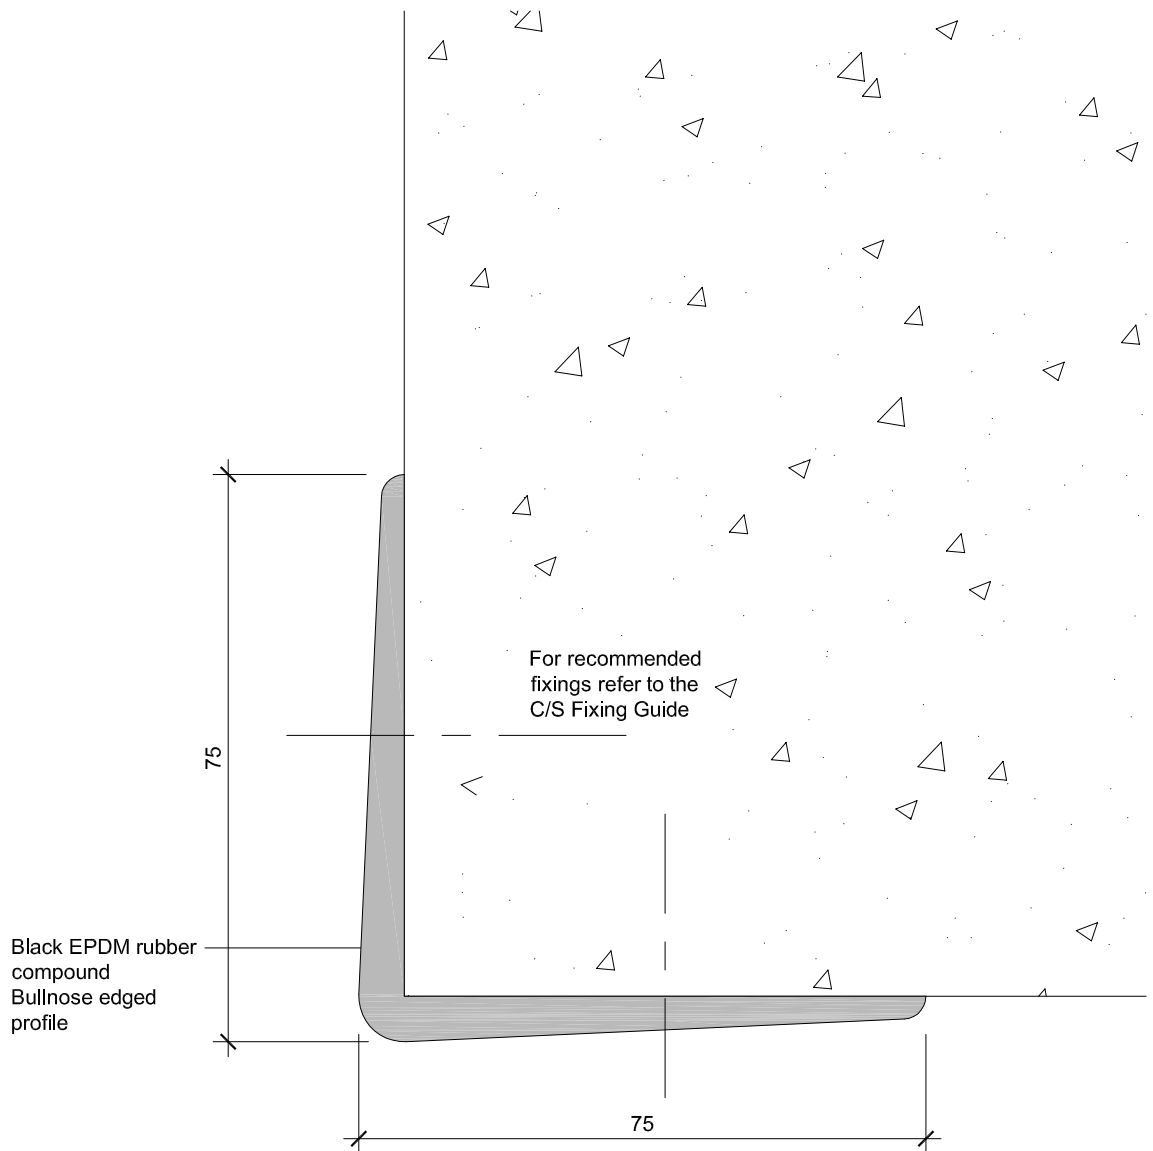 For recommended
fixings refer to the
C/S Fixing Guide
75
Black EPDM rubber
compound
Bullnose edged
profile
75